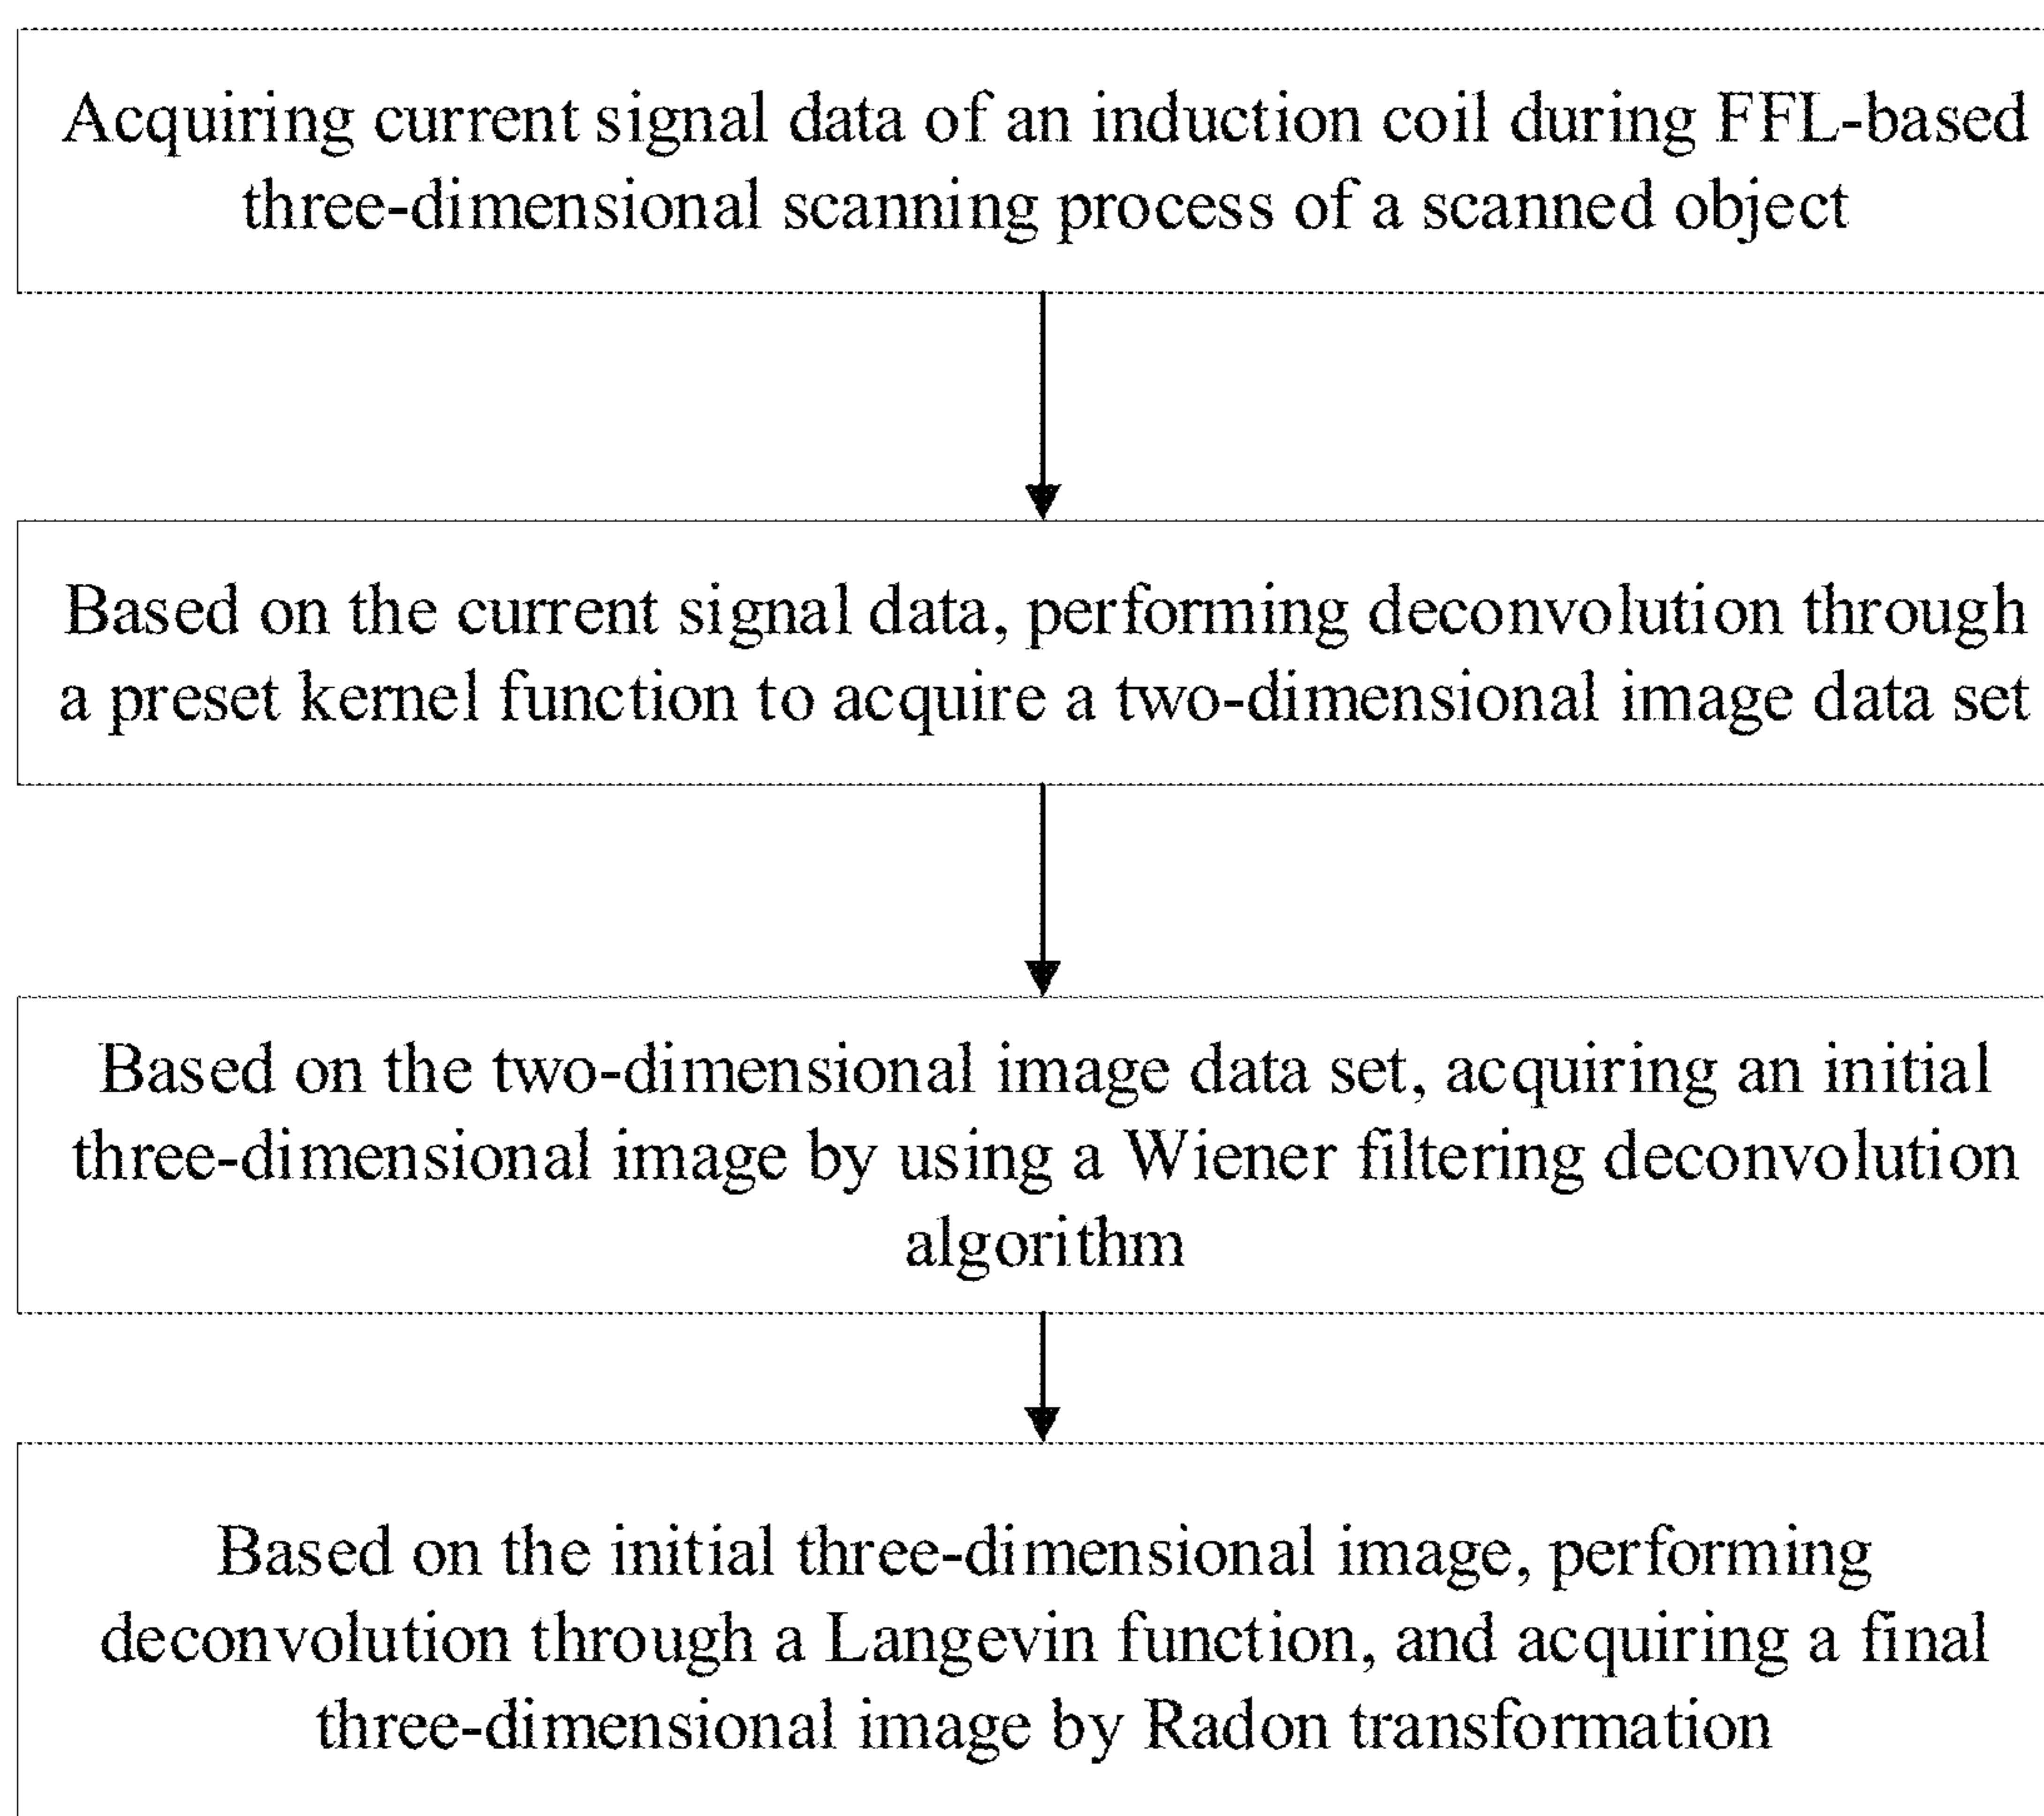 Acquiring current signal data of an induction coil during FFL-based
three-dimensional scanning process of a scanned object
Based on the current signal data, performing deconvolution through
a preset kernel function to acquire a two-dimensional image data set
Based on the two-dimensional image data set, acquiring an initial
three-dimensional image by using a Wiener filtering deconvolution
algorithm
Based on the initial three-dimensional image, performing
deconvolution through a Langevin function, and acquiring a final
three-dimensional image by Radon transformation